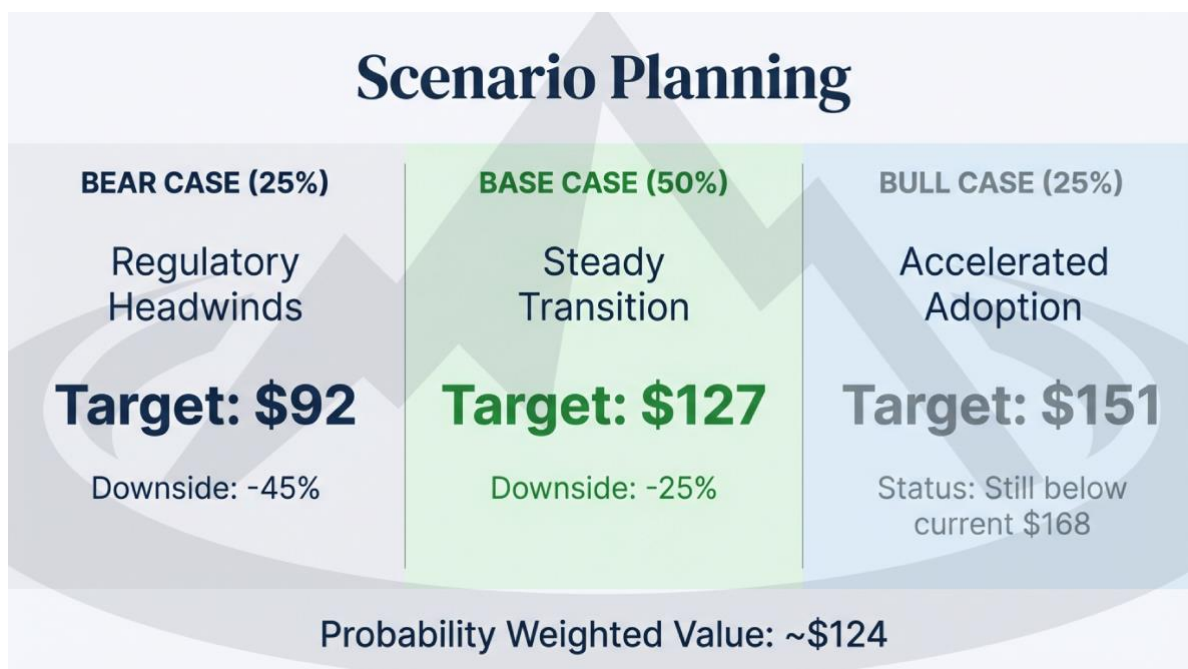 Scenario Planning
BEAR CASE (25%)
Regulatory
Headwinds
Target: $92
Downside: -45%
BASE CASE (50%)
Steady
Transition
Target: $127
Downside: -25%
BULL CASE (25%)
Accelerated
Adoption
Target: $151
Status: Still below
current $168
Probability Weighted Value: ~$124